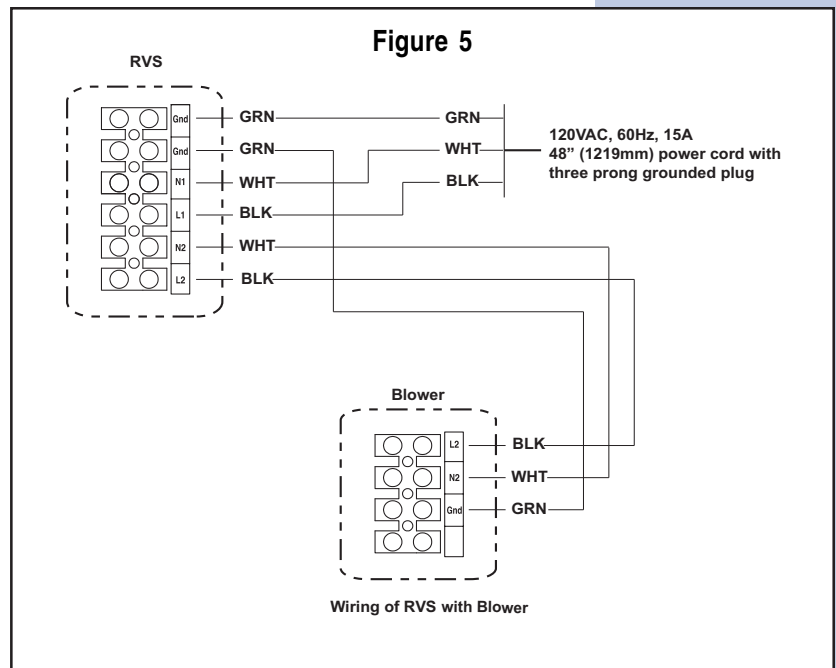 Figure 5
RVS
Gnd GRN GRN
Gnd GRN WHT
N1 WHT BLK
L1 BLK
N2 WHT
L2 BLK
120VAC, 60Hz, 15A
48” (1219mm) power cord with
three prong grounded plug
Blower
L2 BLK
N2 WHT
Gnd GRN
Wiring of RVS with Blower